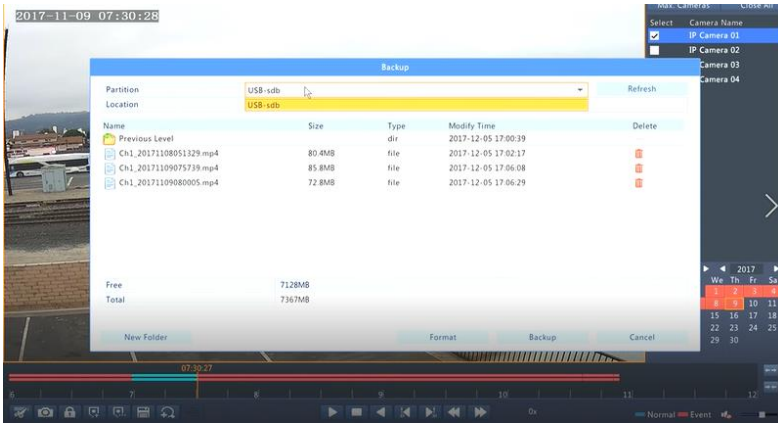 2017-11-09 07:30:28
Max. Cameras Close All
Select Camera Name
IP Camera 01
IP Camera 02
Camera 03
Camera 04
Backup
Partition USB-sdb Refresh
Location USB-sdb
Name Size Type Modify Time Delete
Previous Level dir 2017-12-05 17:00:39
Ch1_20171108051329.mp4 80.4MB file 2017-12-05 17:02:17
Ch1_20171109075739.mp4 85.8MB file 2017-12-05 17:06:08
Ch1_20171109080005.mp4 72.8MB file 2017-12-05 17:06:29
Free 7128MB
Total 7367MB
New Folder Format Backup Cancel
2017
We Th Fr Sa
1 2 3 4
8 9 10 11
15 16 17 18
22 23 24 25
29 30
07:30:27
6 7 8 9 10 11 12
0x
Normal Event